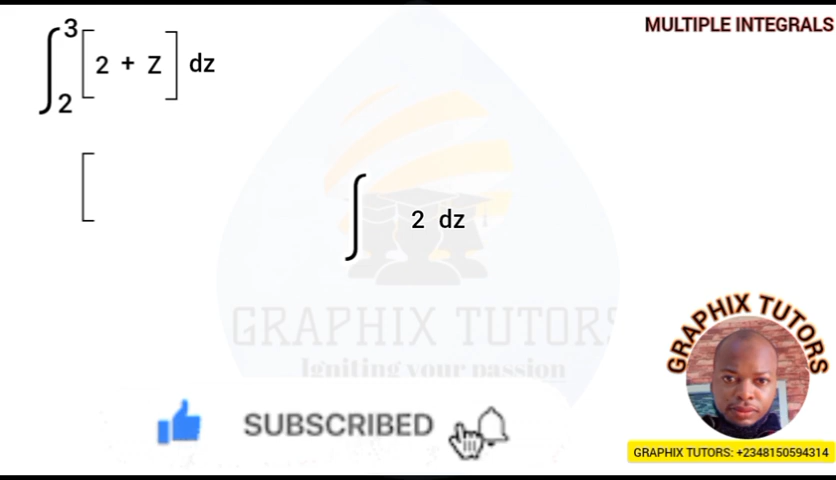 MULTIPLE INTEGRALS
∫₂³ [2 + Z] dz
[
∫ 2 dz
GRAPHIX TUTORS
Igniting your passion
SUBSCRIBED
GRAPHIX TUTORS
GRAPHIX TUTORS: +2348150594314